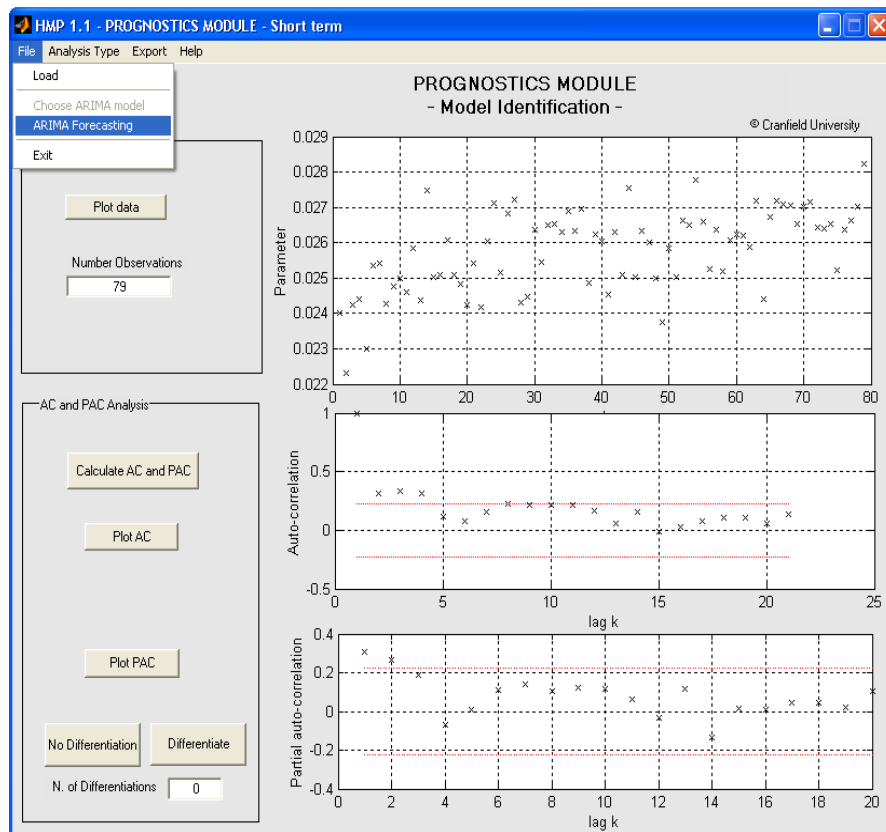 HMP 1.1 - PROGNOSTICS MODULE - Short term
File Analysis Type Export Help
Load
Choose ARIMA model
ARIMA Forecasting
Exit
PROGNOSTICS MODULE
- Model Identification -
© Cranfield University
Plot data
Number Observations
79
Parameter
0.029
0.028
0.027
0.026
0.025
0.024
0.023
0.022
0 10 20 30 40 50 60 70 80
AC and PAC Analysis
Calculate AC and PAC
Plot AC
Auto-correlation
1
0.5
0
-0.5
0 5 10 15 20 25
lag k
Plot PAC
No Differentiation
Differentiate
N. of Differentiations 0
Partial auto-correlation
0.4
0.2
0
-0.2
-0.4
0 2 4 6 8 10 12 14 16 18 20
lag k